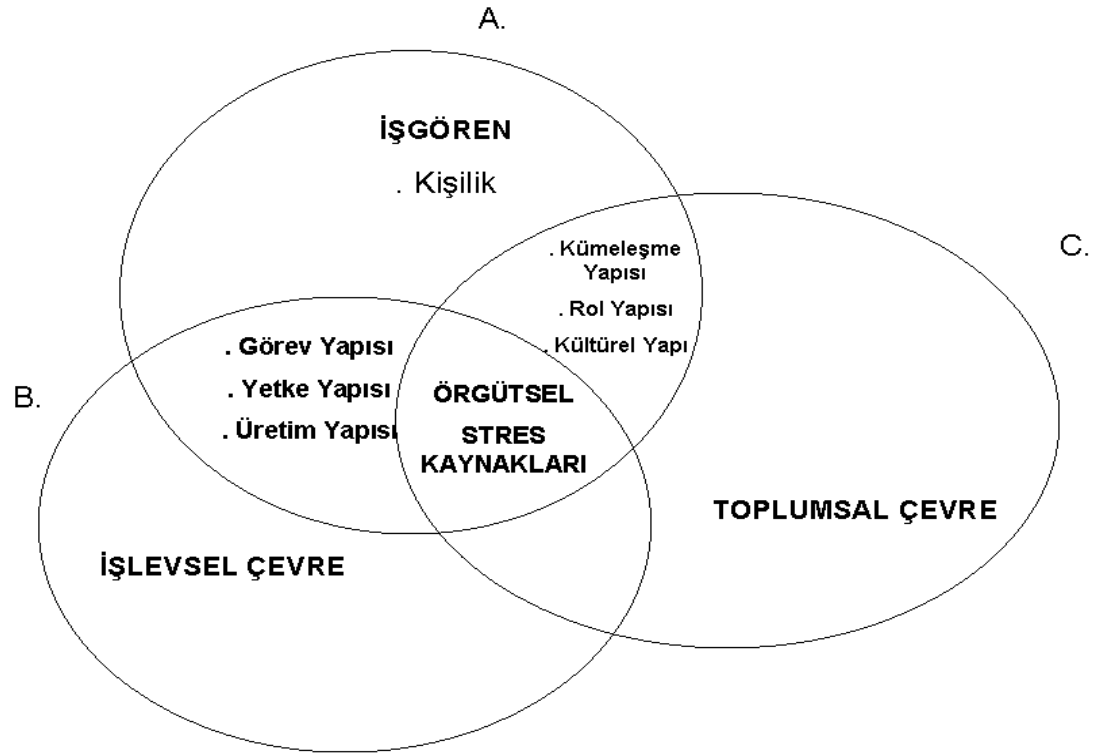 A.
İŞGÖREN
. Kişilik
C.
. Kümeleşme
Yapısı
. Rol Yapısı
. Kültürel Yapı
B.
. Görev Yapısı
. Yetke Yapısı
. Üretim Yapısı
ÖRGÜTSEL
STRES
KAYNAKLARI
TOPLUMSAL ÇEVRE
İŞLEVSEL ÇEVRE